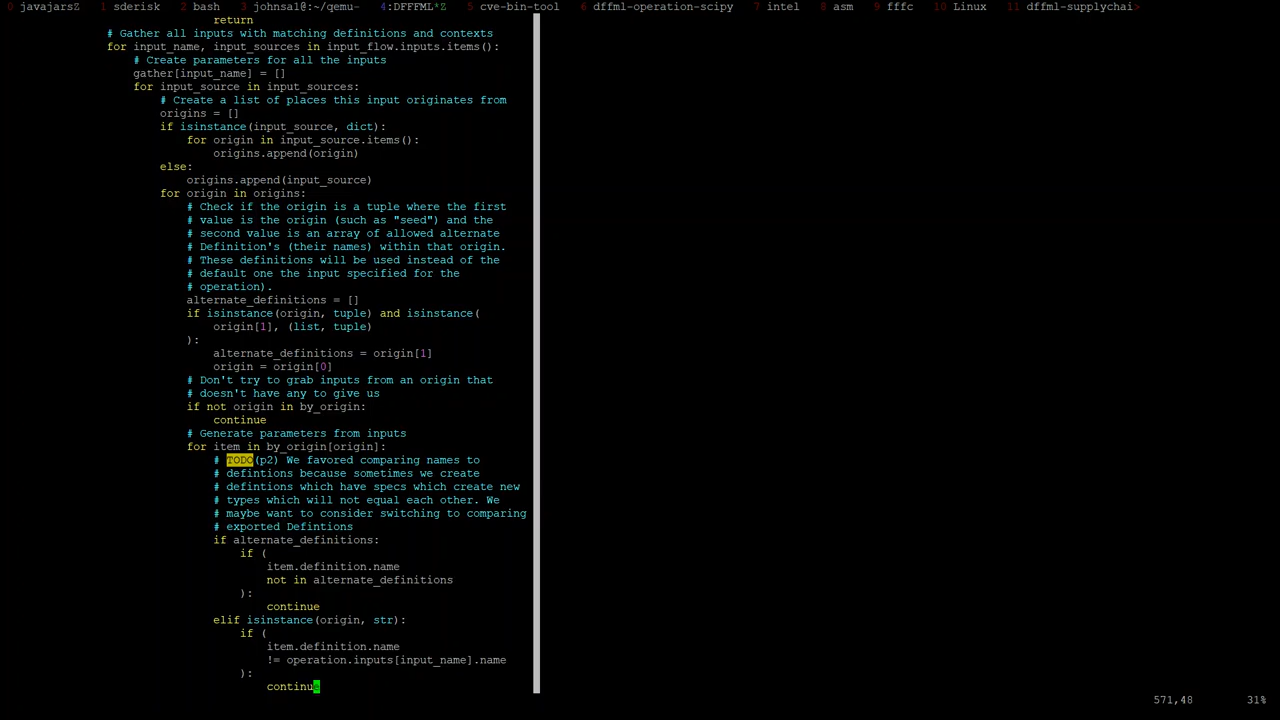 0 javajarsZ 1 sderisk 2 bash 3 johnsal@:~/qemu- 4:DFFFML*Z 5 cve-bin-tool 6 dffml-operation-scipy 7 intel 8 asm 9 fffc 10 Linux 11 dffml-supplychai>
return
# Gather all inputs with matching definitions and contexts
for input_name, input_sources in input_flow.inputs.items():
# Create parameters for all the inputs
gather[input_name] = []
for input_source in input_sources:
# Create a list of places this input originates from
origins = []
if isinstance(input_source, dict):
for origin in input_source.items():
origins.append(origin)
else:
origins.append(input_source)
for origin in origins:
# Check if the origin is a tuple where the first
# value is the origin (such as "seed") and the
# second value is an array of allowed alternate
# Definition's (their names) within that origin.
# These definitions will be used instead of the
# default one the input specified for the
# operation).
alternate_definitions = []
if isinstance(origin, tuple) and isinstance(
origin[1], (list, tuple)
):
alternate_definitions = origin[1]
origin = origin[0]
# Don't try to grab inputs from an origin that
# doesn't have any to give us
if not origin in by_origin:
continue
# Generate parameters from inputs
for item in by_origin[origin]:
# TODO(p2) We favored comparing names to
# defintions because sometimes we create
# defintions which have specs which create new
# types which will not equal each other. We
# maybe want to consider switching to comparing
# exported Defintions
if alternate_definitions:
if (
item.definition.name
not in alternate_definitions
):
continue
elif isinstance(origin, str):
if (
item.definition.name
!= operation.inputs[input_name].name
):
continue
571,48 31%